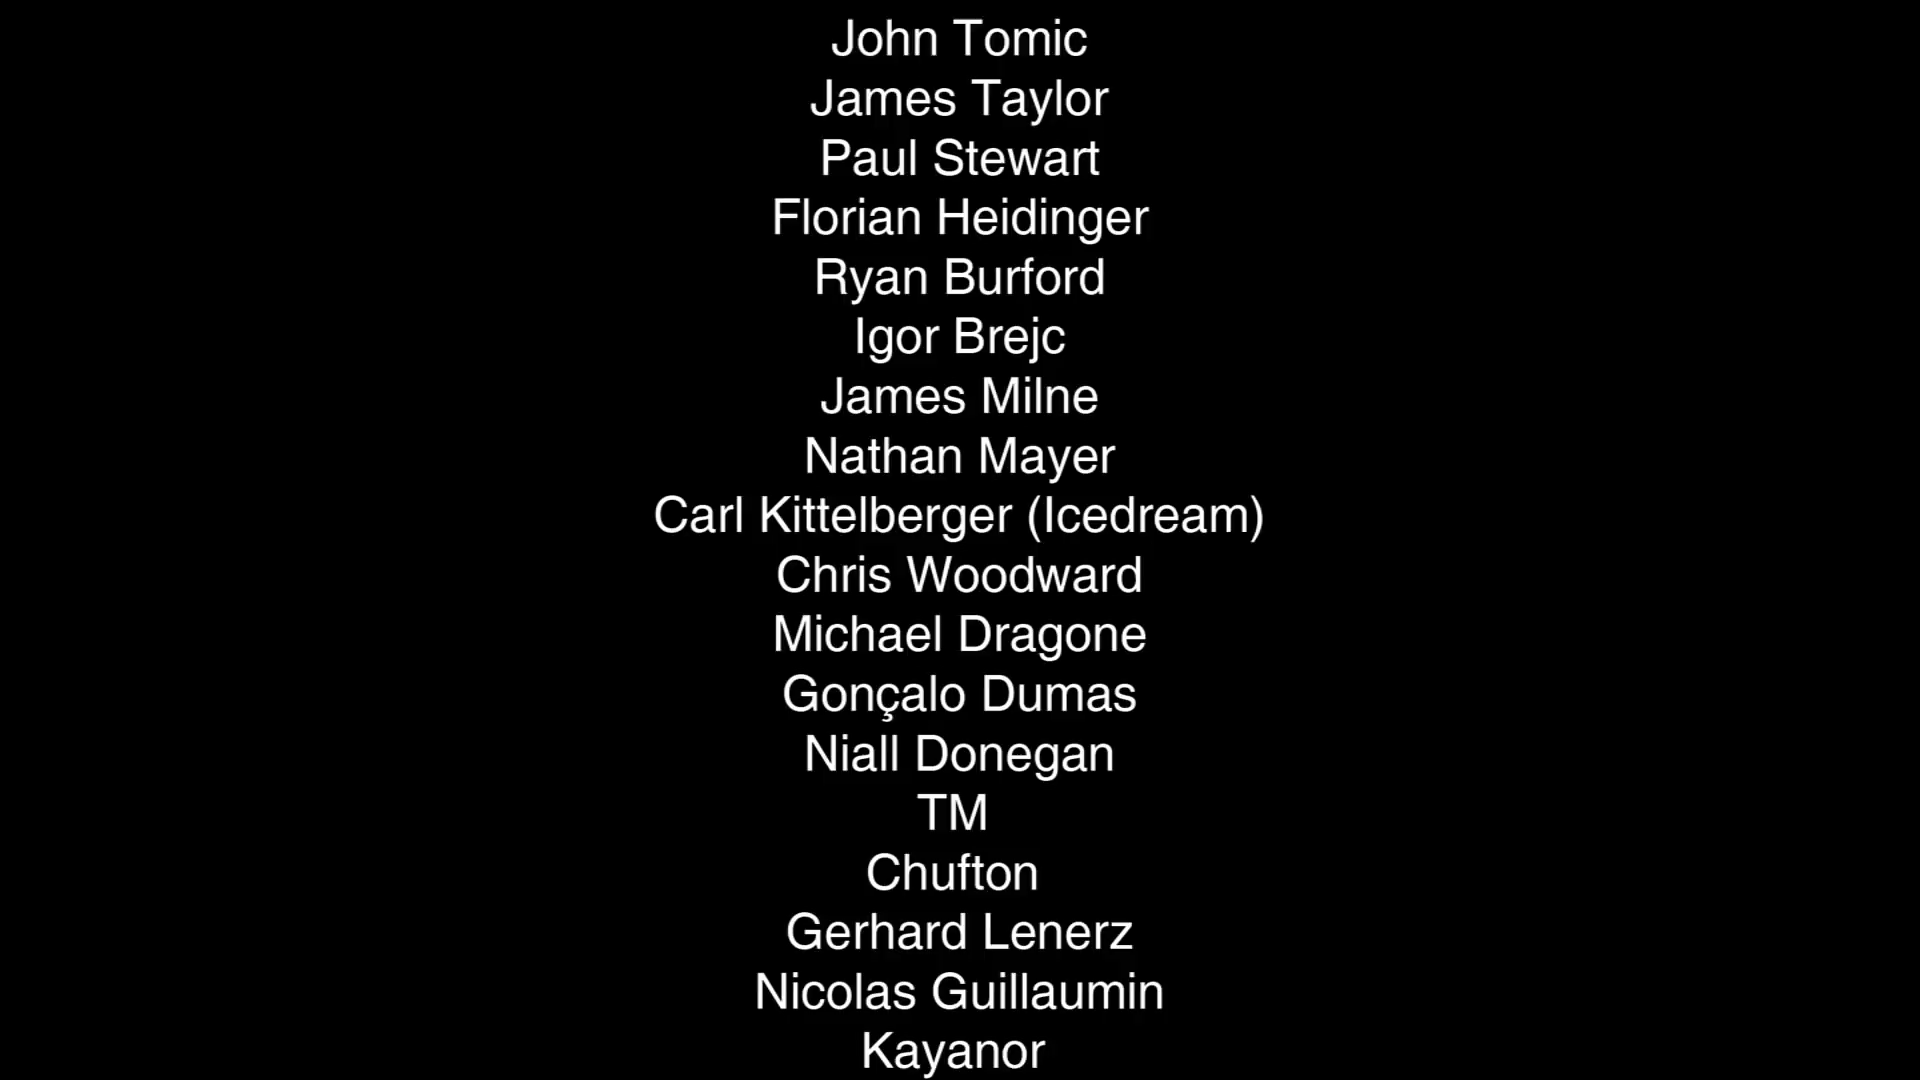 John Tomic
James Taylor
Paul Stewart
Florian Heidinger
Ryan Burford
Igor Brejc
James Milne
Nathan Mayer
Carl Kittelberger (Icedream)
Chris Woodward
Michael Dragone
Gonçalo Dumas
Niall Donegan
TM
Chufton
Gerhard Lenerz
Nicolas Guillaumin
Kayanor